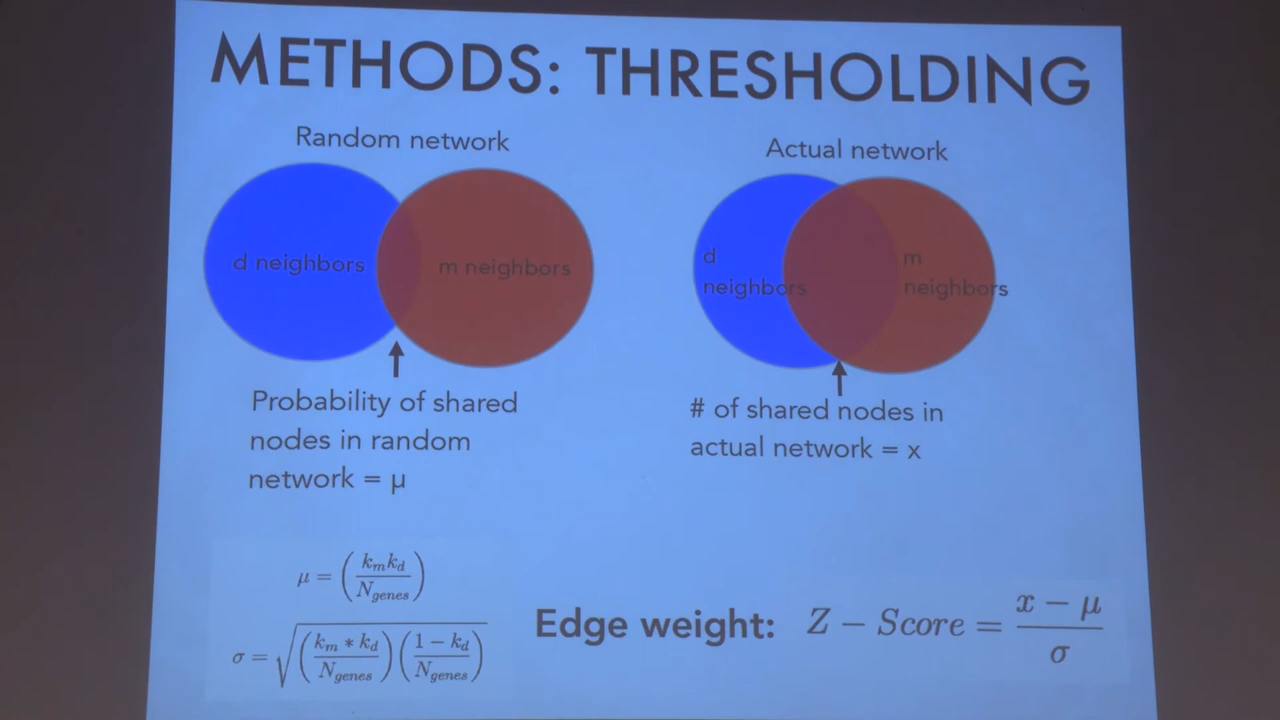 METHODS: THRESHOLDING
Random network
d neighbors
m neighbors
Probability of shared
nodes in random
network = μ
Actual network
d
neighbors
m
neighbors
# of shared nodes in
actual network = x
μ = (k_m k_d / N_genes)
σ = √((k_m * k_d / N_genes)(1 − k_d / N_genes))
Edge weight: Z − Score = (x − μ) / σ